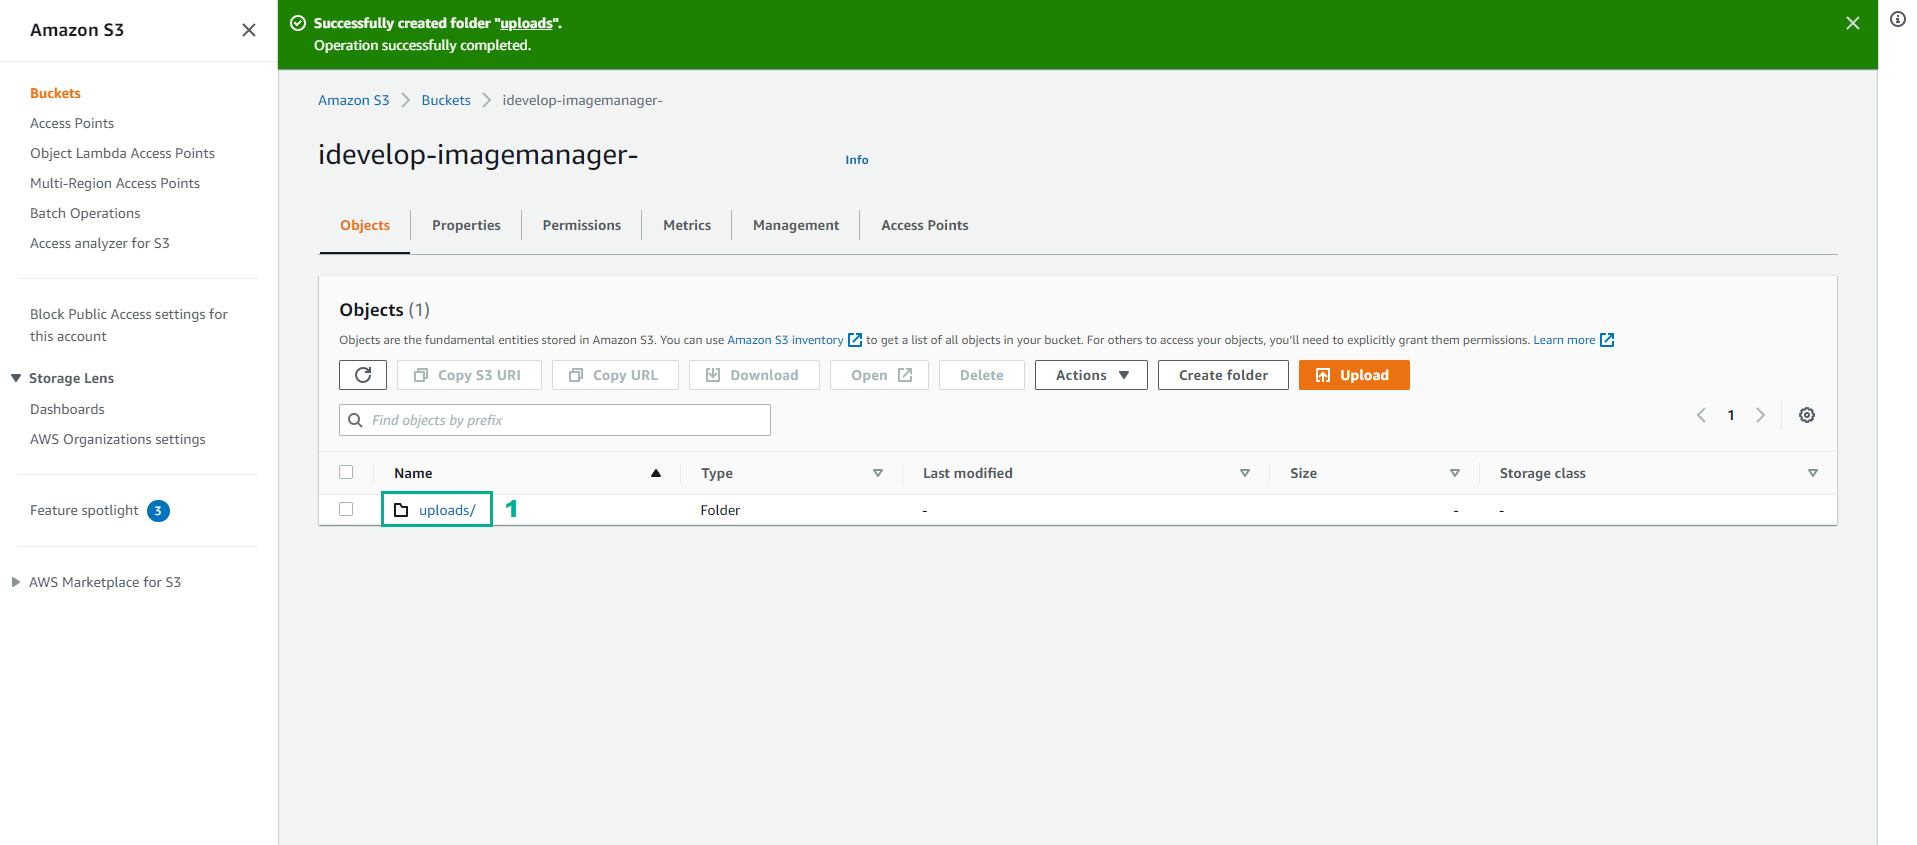 Amazon S3
Successfully created folder "uploads".
Operation successfully completed.
Buckets
Access Points
Object Lambda Access Points
Multi-Region Access Points
Batch Operations
Access analyzer for S3
Block Public Access settings for
this account
Storage Lens
Dashboards
AWS Organizations settings
Feature spotlight 3
AWS Marketplace for S3
Amazon S3 Buckets idevelop-imagemanager-
idevelop-imagemanager- Info
Objects Properties Permissions Metrics Management Access Points
Objects (1)
Objects are the fundamental entities stored in Amazon S3. You can use Amazon S3 inventory to get a list of all objects in your bucket. For others to access your objects, you'll need to explicitly grant them permissions. Learn more
Copy S3 URI Copy URL Download Open Delete Actions Create folder Upload
Find objects by prefix 1
Name Type Last modified Size Storage class
uploads/ 1 Folder - - -